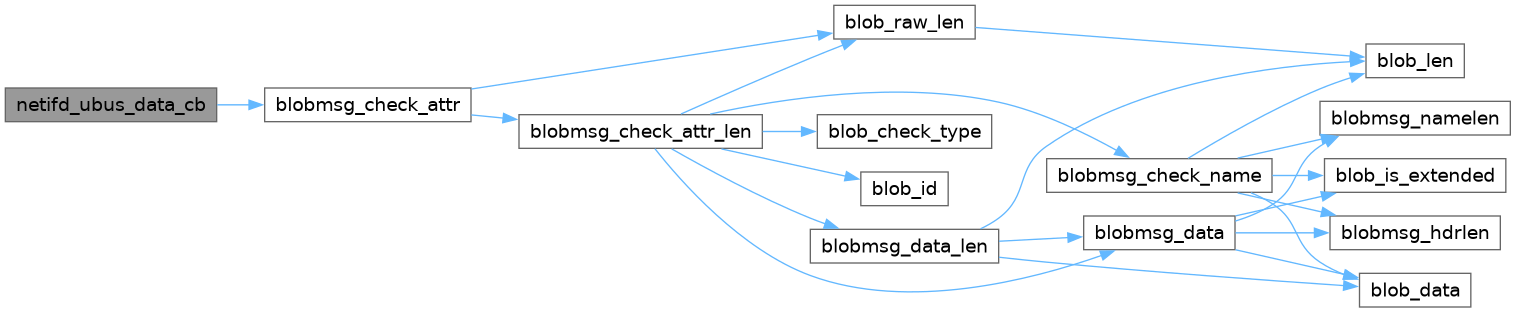 netifd_ubus_data_cb
blobmsg_check_attr
blob_raw_len
blobmsg_check_attr_len
blob_check_type
blob_id
blobmsg_data_len
blobmsg_check_name
blobmsg_data
blob_len
blobmsg_namelen
blob_is_extended
blobmsg_hdrlen
blob_data